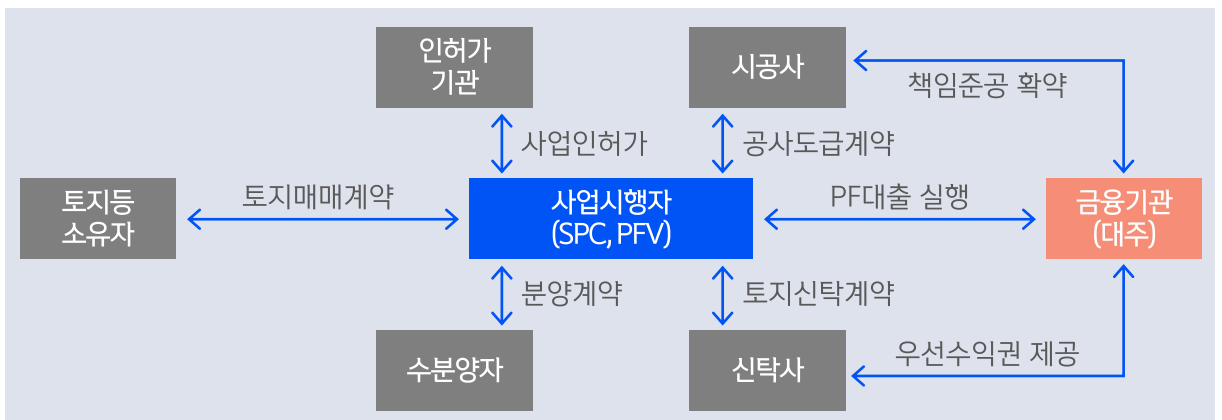 인허가
기관
시공사
책임준공 확약
사업인허가
공사도급계약
토지등
소유자
토지매매계약
사업시행자
(SPC, PFV)
PF대출 실행
금융기관
(대주)
분양계약
토지신탁계약
수분양자
신탁사
우선수익권 제공